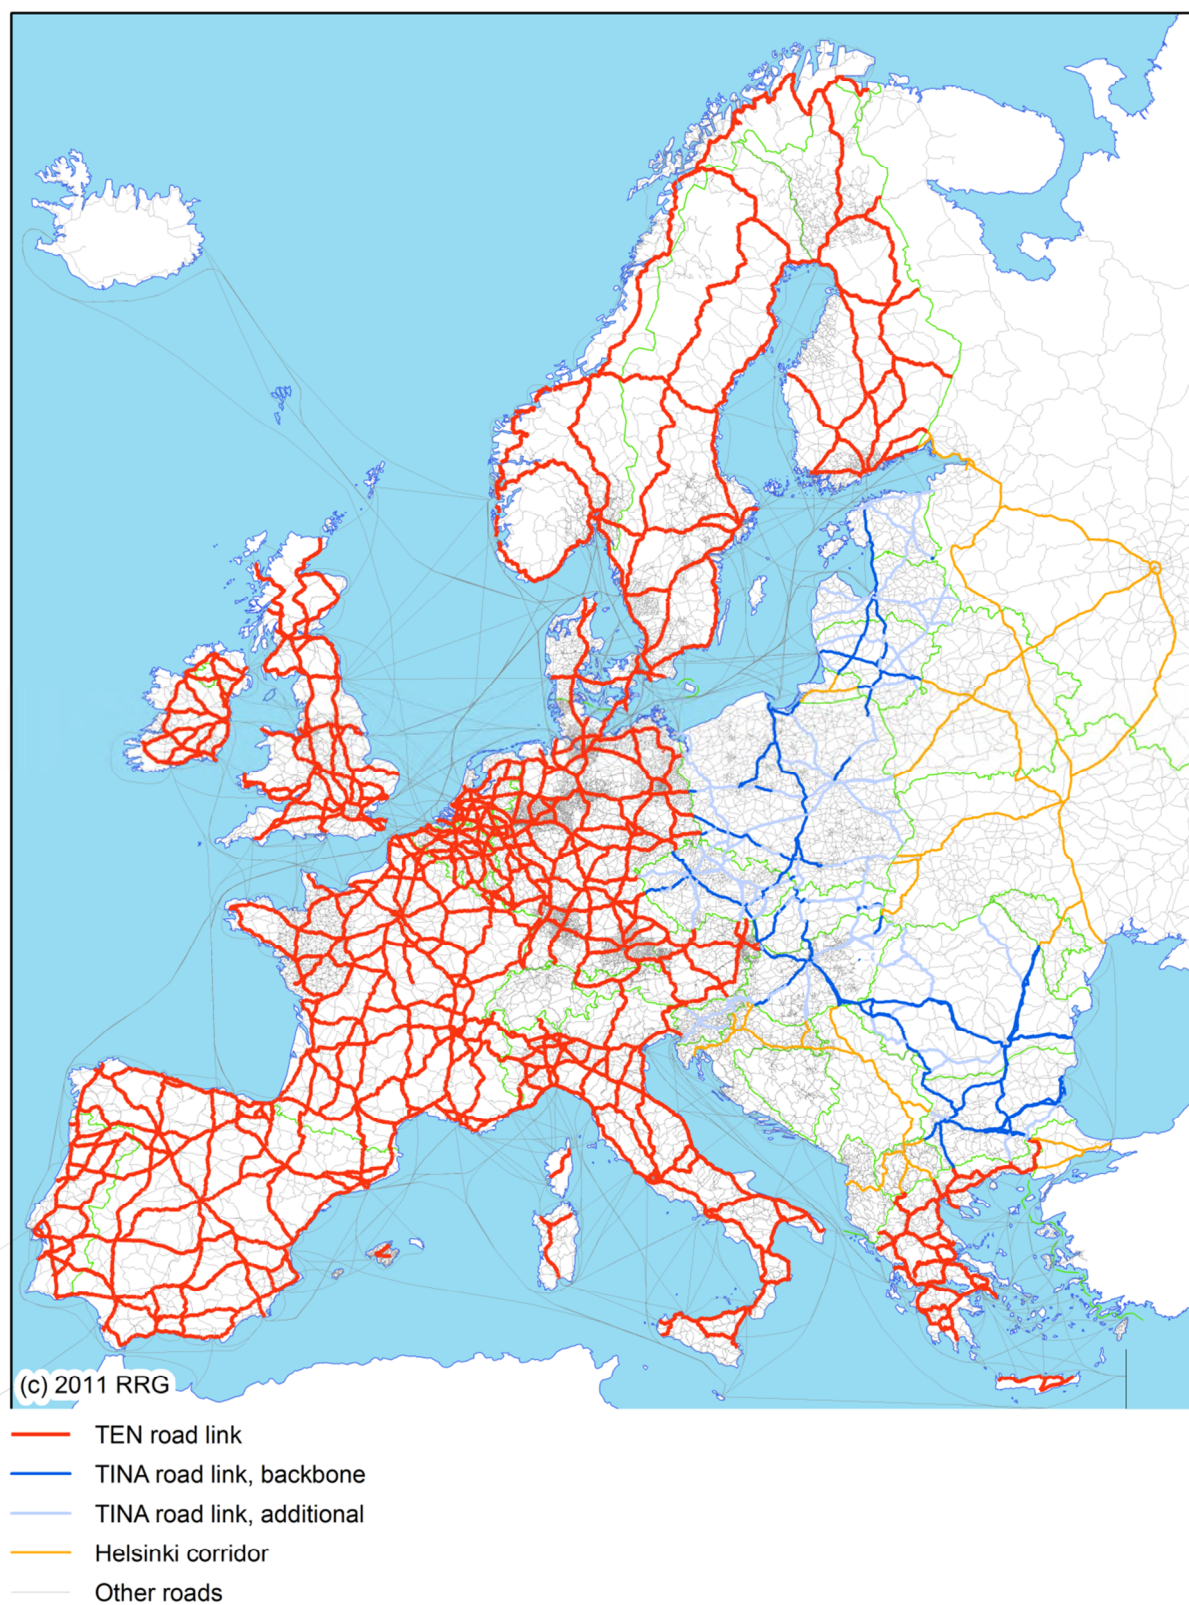 (c) 2011 RRG
TEN road link
TINA road link, backbone
TINA road link, additional
Helsinki corridor
Other roads